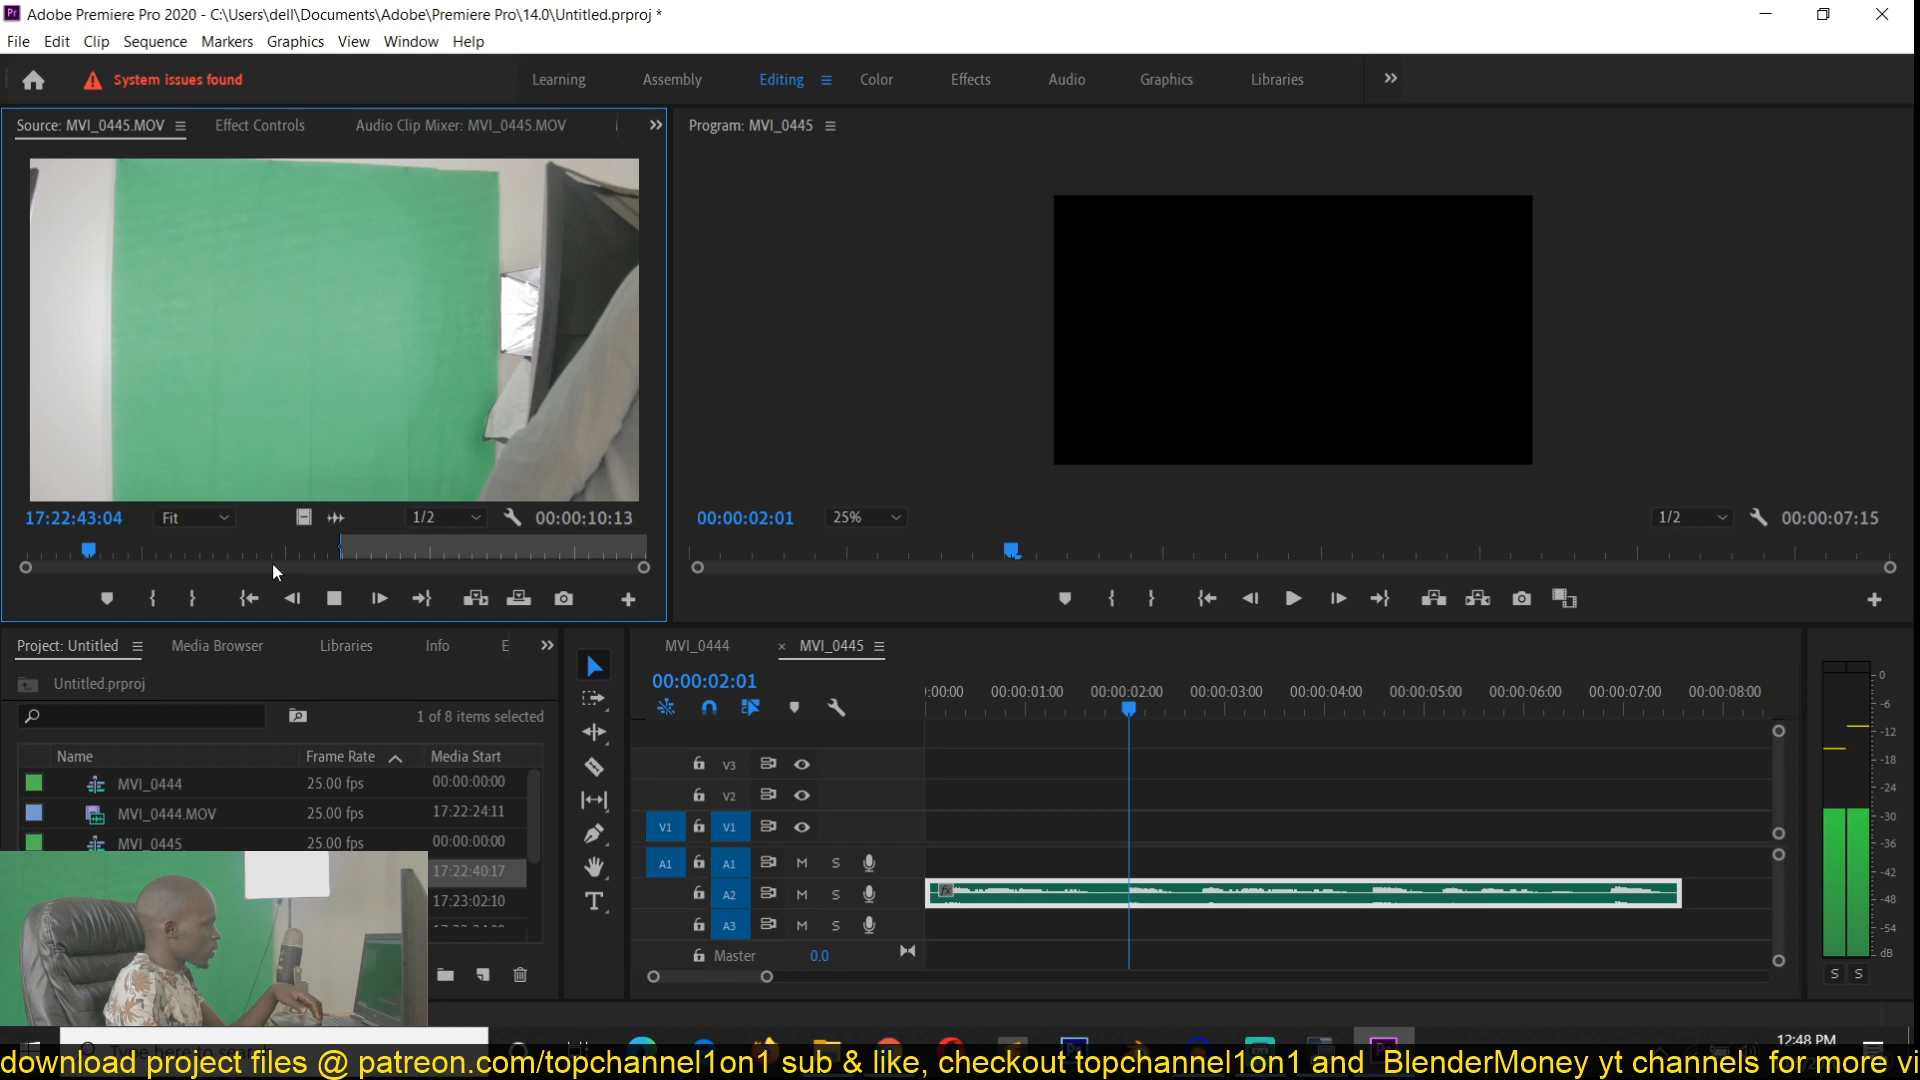 Adobe Premiere Pro 2020 - C:\Users\dell\Documents\Adobe\Premiere Pro\14.0\Untitled.prproj *
File Edit Clip Sequence Markers Graphics View Window Help
System issues found
Learning Assembly Editing Color Effects Audio Graphics Libraries
Source: MVI_0445.MOV Effect Controls Audio Clip Mixer: MVI_0445.MOV
Program: MVI_0445
17:22:43:04 Fit 1/2 00:00:10:13
00:00:02:01 25% 1/2 00:00:07:15
Project: Untitled Media Browser Libraries Info E
Untitled.prproj
1 of 8 items selected
Name Frame Rate Media Start
MVI_0444 25.00 fps 00:00:00:00
MVI_0444.MOV 25.00 fps 17:22:24:11
MVI_0445 25.00 fps 00:00:00:00
17:22:40:17
17:23:02:10
MVI_0444 × MVI_0445
00:00:02:01
:00:00 00:00:01:00 00:00:02:00 00:00:03:00 00:00:04:00 00:00:05:00 00:00:06:00 00:00:07:00 00:00:08:00
V3
V2
V1 V1
A1 A1 M S
A2 M S
A3 M S
Master 0.0
fx
0
-6
-12
-18
-24
-30
-36
-42
-48
-54
dB
S S
12:48 PM
download project files @ patreon.com/topchannel1on1 sub & like, checkout topchannel1on1 and BlenderMoney yt channels for more vi